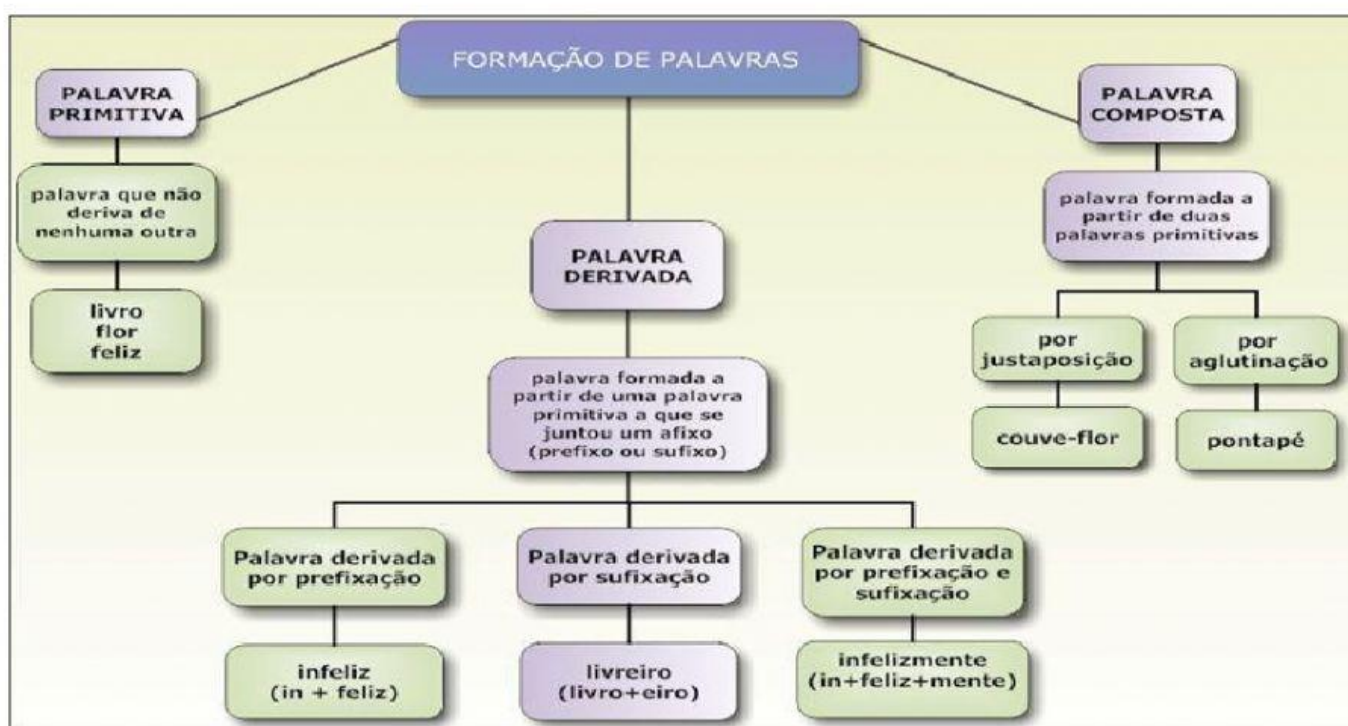 FORMAÇÃO DE PALAVRAS
PALAVRA
PRIMITIVA
palavra que não
deriva de
nenhuma outra
livro
flor
feliz
PALAVRA
DERIVADA
palavra formada a
partir de uma palavra
primitiva a que se
juntou um afixo
(prefixo ou sufixo)
Palavra derivada
por prefixação
infeliz
(in + feliz)
Palavra derivada
por sufixação
livreiro
(livro+eiro)
Palavra derivada
por prefixação e
sufixação
infelizmente
(in+feliz+mente)
PALAVRA
COMPOSTA
palavra formada a
partir de duas
palavras primitivas
por
justaposição
couve-flor
por
aglutinação
pontapé